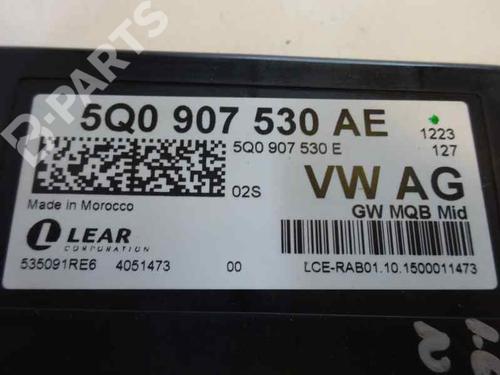 B-PARTS
5Q0 907 530 AE
1223
5Q0 907 530 E
127
02S
VW AG
Made in Morocco
GW MQB Mid
LEAR
CORPORATION
535091RE6 4051473 00 LCE-RAB01.10.1500011473